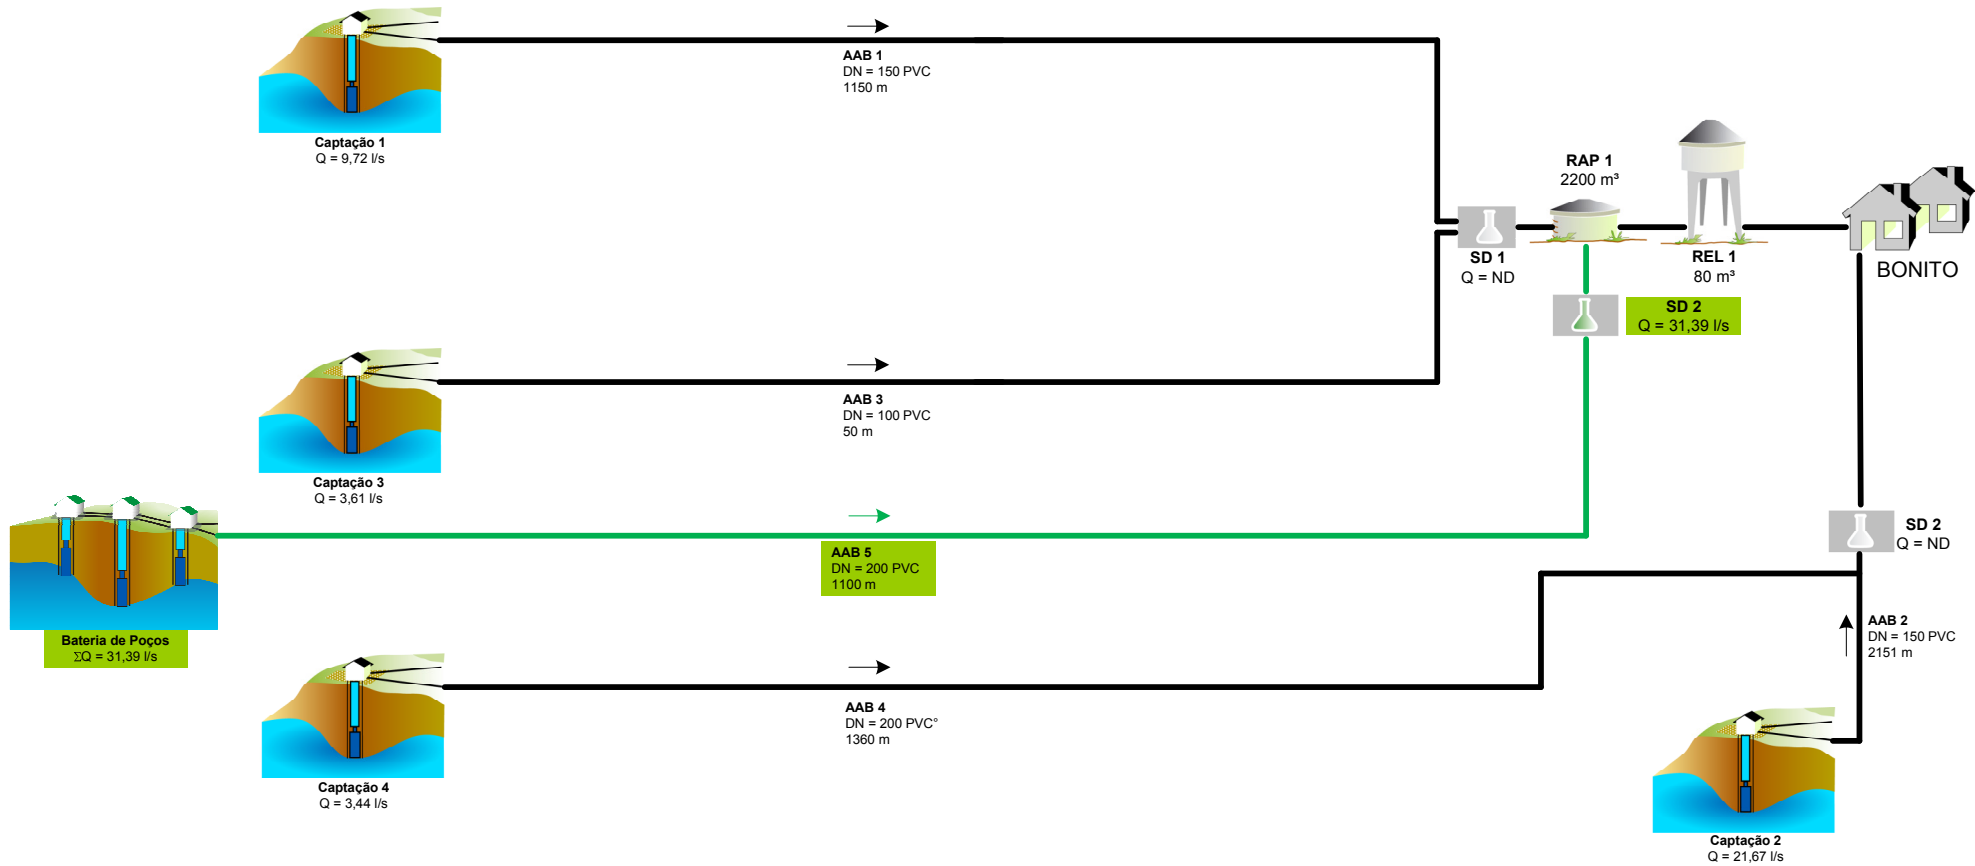 AAB 1
DN = 150 PVC
1150 m
Captação 1
Q = 9,72 l/s
RAP 1
2200 m³
SD 1
Q = ND
REL 1
80 m³
BONITO
SD 2
Q = 31,39 l/s
AAB 3
DN = 100 PVC
50 m
Captação 3
Q = 3,61 l/s
AAB 5
DN = 200 PVC
1100 m
SD 2
Q = ND
Bateria de Poços
ΣQ = 31,39 l/s
AAB 2
DN = 150 PVC
2151 m
AAB 4
DN = 200 PVC°
1360 m
Captação 4
Q = 3,44 l/s
Captação 2
Q = 21,67 l/s